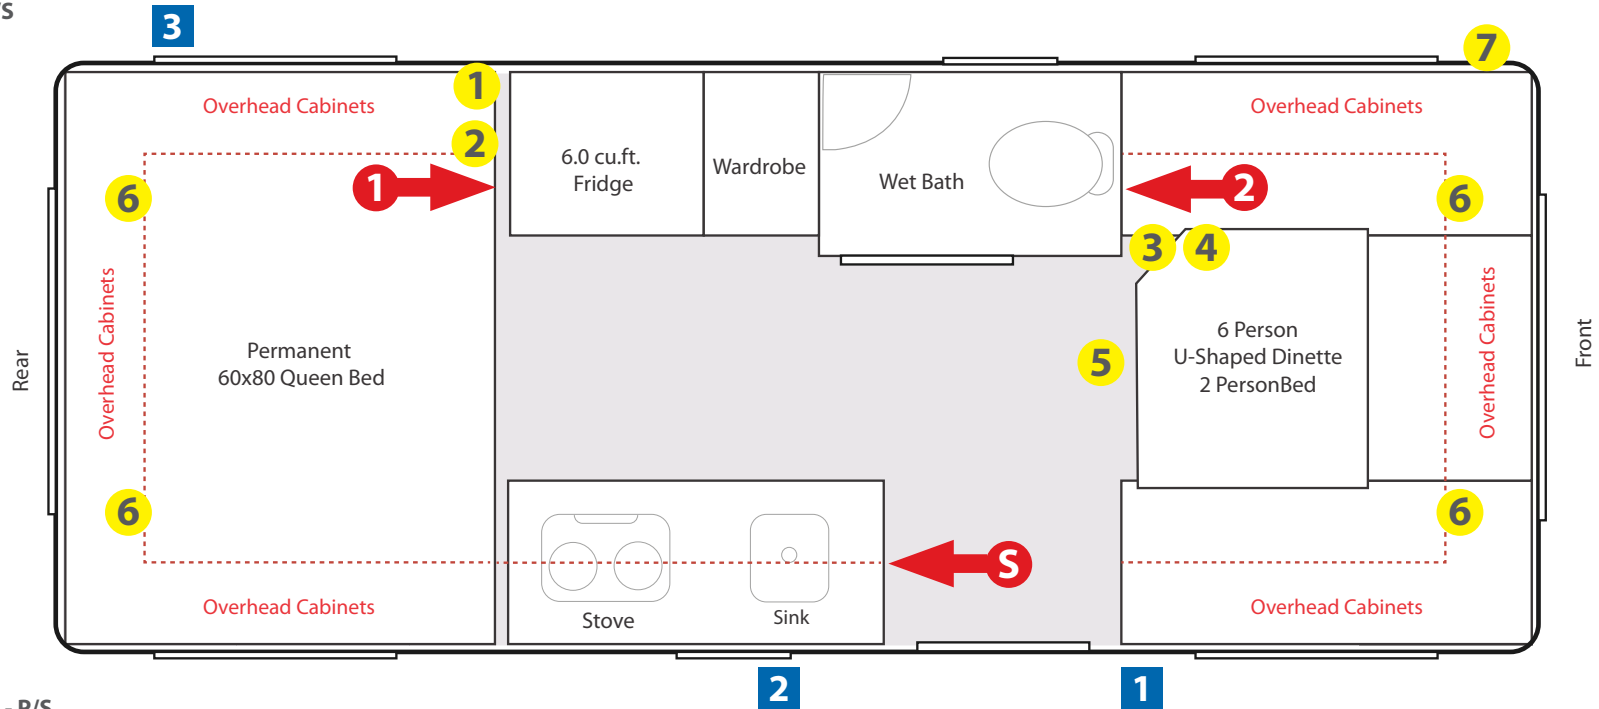 /S
3
7
1
Overhead Cabinets
Overhead Cabinets
2
6.0 cu.ft.
Fridge
Wardrobe
Wet Bath
1
2
6
6
3
4
Overhead Cabinets
Permanent
60x80 Queen Bed
6 Person
U-Shaped Dinette
2 PersonBed
5
Overhead Cabinets
Rear
Front
6
6
S
Overhead Cabinets
Stove
Sink
Overhead Cabinets
2
1